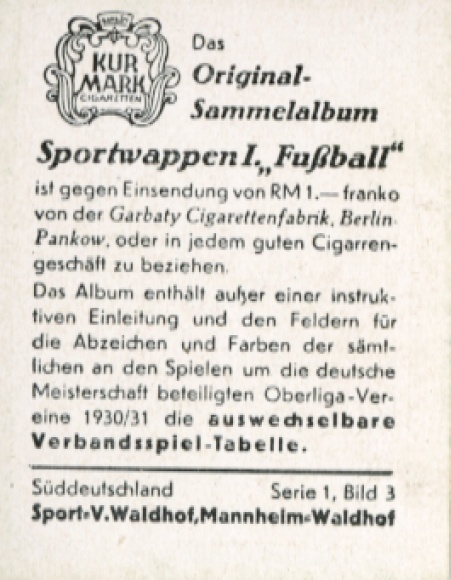 KUR
MARK
CIGARETTEN
Das
Original-
Sammelalbum
Sportwappen I. „Fußball“
ist gegen Einsendung von RM 1.— franko
von der Garbaty Cigarettenfabrik, Berlin-
Pankow, oder in jedem guten Cigarren-
geschäft zu beziehen.
Das Album enthält außer einer instruk-
tiven Einleitung und den Feldern für
die Abzeichen und Farben der sämt-
lichen an den Spielen um die deutsche
Meisterschaft beteiligten Oberliga-Ver-
eine 1930/31 die auswechselbare
Verbandsspiel-Tabelle.
Süddeutschland Serie 1, Bild 3
Sport-V. Waldhof, Mannheim-Waldhof